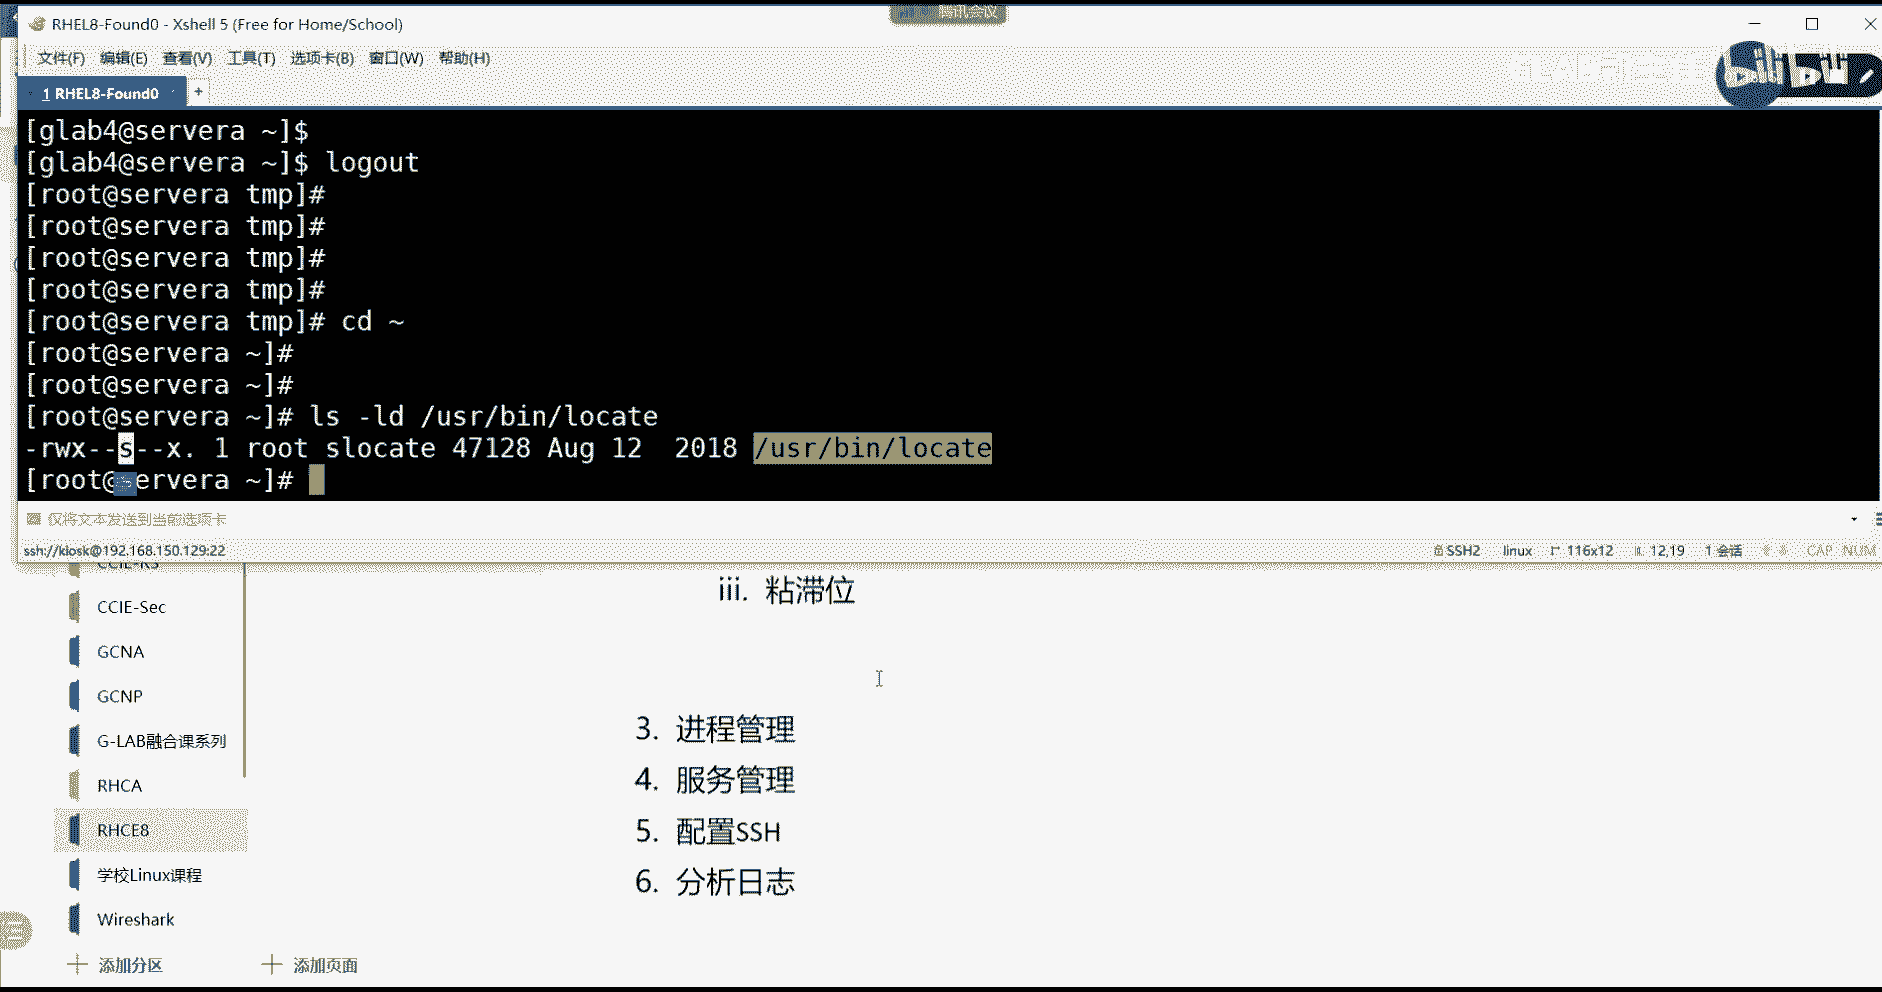 腾讯会议
RHEL8-Found0 - Xshell 5 (Free for Home/School)
文件(F) 编辑(E) 查看(V) 工具(T) 选项卡(B) 窗口(W) 帮助(H)
1 RHEL8-Found0 +
[glab4@servera ~]$
[glab4@servera ~]$ logout
[root@servera tmp]#
[root@servera tmp]#
[root@servera tmp]#
[root@servera tmp]#
[root@servera tmp]# cd ~
[root@servera ~]#
[root@servera ~]#
[root@servera ~]# ls -ld /usr/bin/locate
-rwx--s--x. 1 root slocate 47128 Aug 12  2018 /usr/bin/locate
[root@servera ~]#
仅将文本发送到当前选项卡
ssh://kiosk@192.168.150.129:22 SSH2 linux 116x12 12,19 1 会话 CAP NUM
CCIE-RS
CCIE-Sec
GCNA
GCNP
G-LAB融合课系列
RHCA
RHCE8
学校Linux课程
Wireshark
添加分区 添加页面
iii. 粘滞位
3. 进程管理
4. 服务管理
5. 配置SSH
6. 分析日志